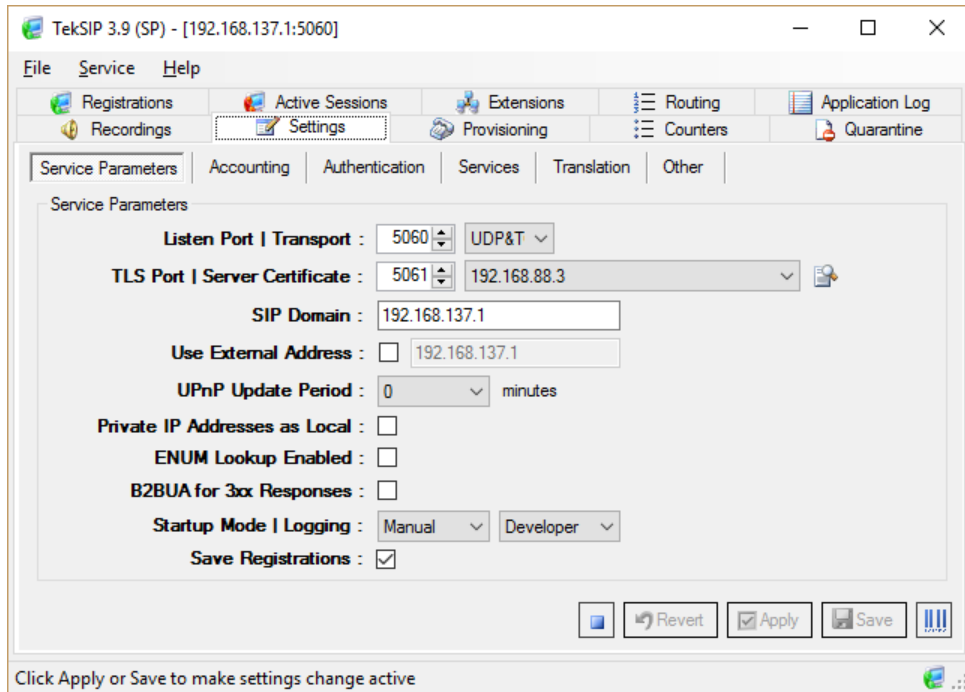 TekSIP 3.9 (SP) - [192.168.137.1:5060]
File Service Help
Registrations Active Sessions Extensions Routing Application Log
Recordings Settings Provisioning Counters Quarantine
Service Parameters Accounting Authentication Services Translation Other
Service Parameters
Listen Port | Transport : 5060 UDP&T
TLS Port | Server Certificate : 5061 192.168.88.3
SIP Domain : 192.168.137.1
Use External Address : 192.168.137.1
UPnP Update Period : 0 minutes
Private IP Addresses as Local :
ENUM Lookup Enabled :
B2BUA for 3xx Responses :
Startup Mode | Logging : Manual Developer
Save Registrations :
Revert Apply Save
Click Apply or Save to make settings change active